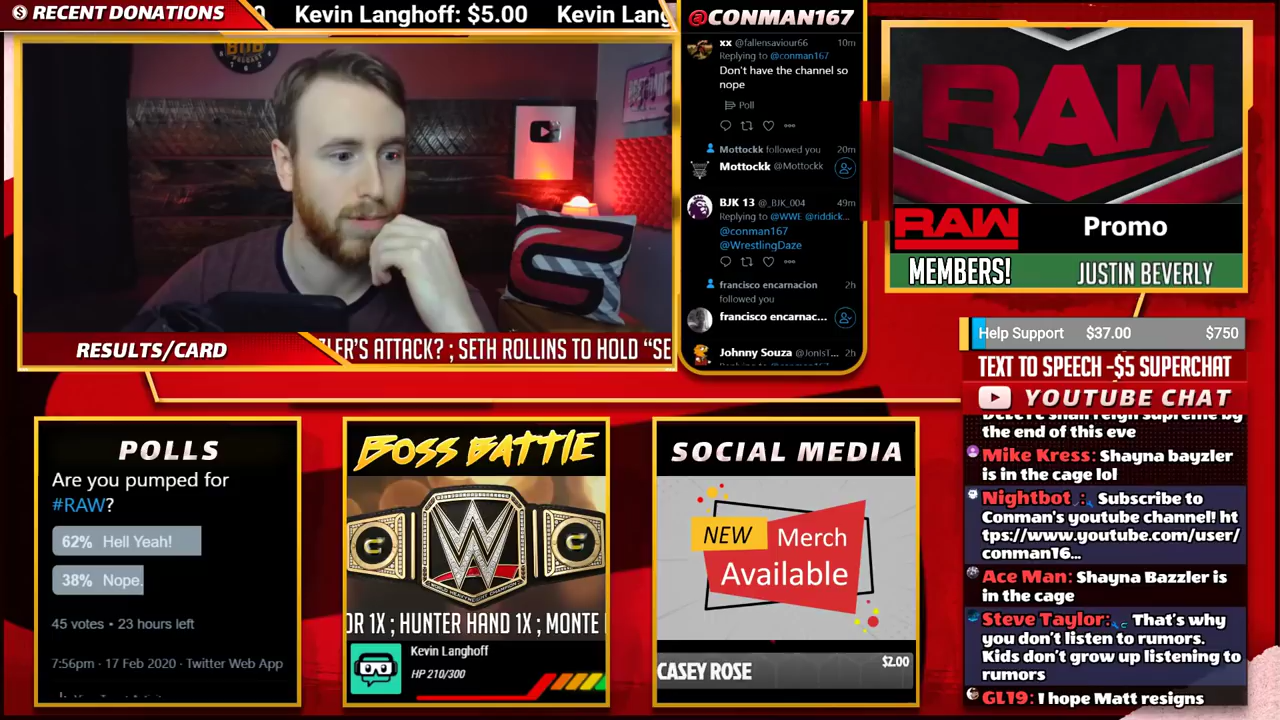 RECENT DONATIONS
Kevin Langhoff: $5.00
Kevin Lang
@CONMAN167
xx @fallensaviour66 10m
Replying to @conman167
Don't have the channel so
nope
Poll
Mottockk followed you 20m
Mottockk @Mottockk
BJK 13 @_BJK_004 49m
Replying to @WWE @riddick...
@conman167
@WrestlingDaze
francisco encarnacion 2h
followed you
francisco encarnac...
Johnny Souza @JonIsT... 2h
RAW
RAW
Promo
MEMBERS!
JUSTIN BEVERLY
Help Support $37.00 $750
TEXT TO SPEECH -$5 SUPERCHAT
YOUTUBE CHAT
shall reign supreme by
the end of this eve
Mike Kress: Shayna bayzler
is in the cage lol
Nightbot : Subscribe to
Conman's youtube channel! ht
tps://www.youtube.com/user/
conman16...
Ace Man: Shayna Bazzler is
in the cage
Steve Taylor: That's why
you don't listen to rumors.
Kids don't grow up listening to
rumors
GL19: I hope Matt resigns
RESULTS/CARD
TLER'S ATTACK? ; SETH ROLLINS TO HOLD “SE
POLLS
Are you pumped for
#RAW?
62% Hell Yeah!
38% Nope.
45 votes • 23 hours left
7:56pm · 17 Feb 2020 · Twitter Web App
BOSS BATTLE
W
OR 1X ; HUNTER HAND 1X ; MONTE
Kevin Langhoff
HP 210/300
SOCIAL MEDIA
NEW Merch
Available
CASEY ROSE
$2.00